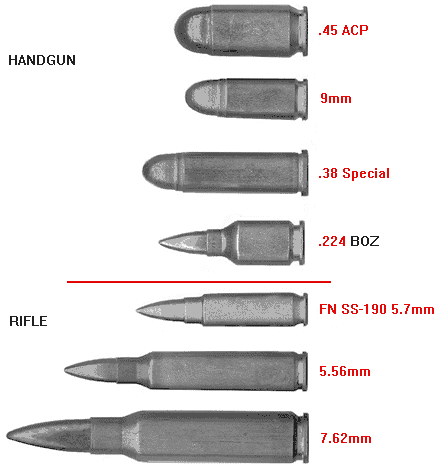 .45 ACP
HANDGUN
9mm
.38 Special
.224 BOZ
FN SS-190 5.7mm
RIFLE
5.56mm
7.62mm